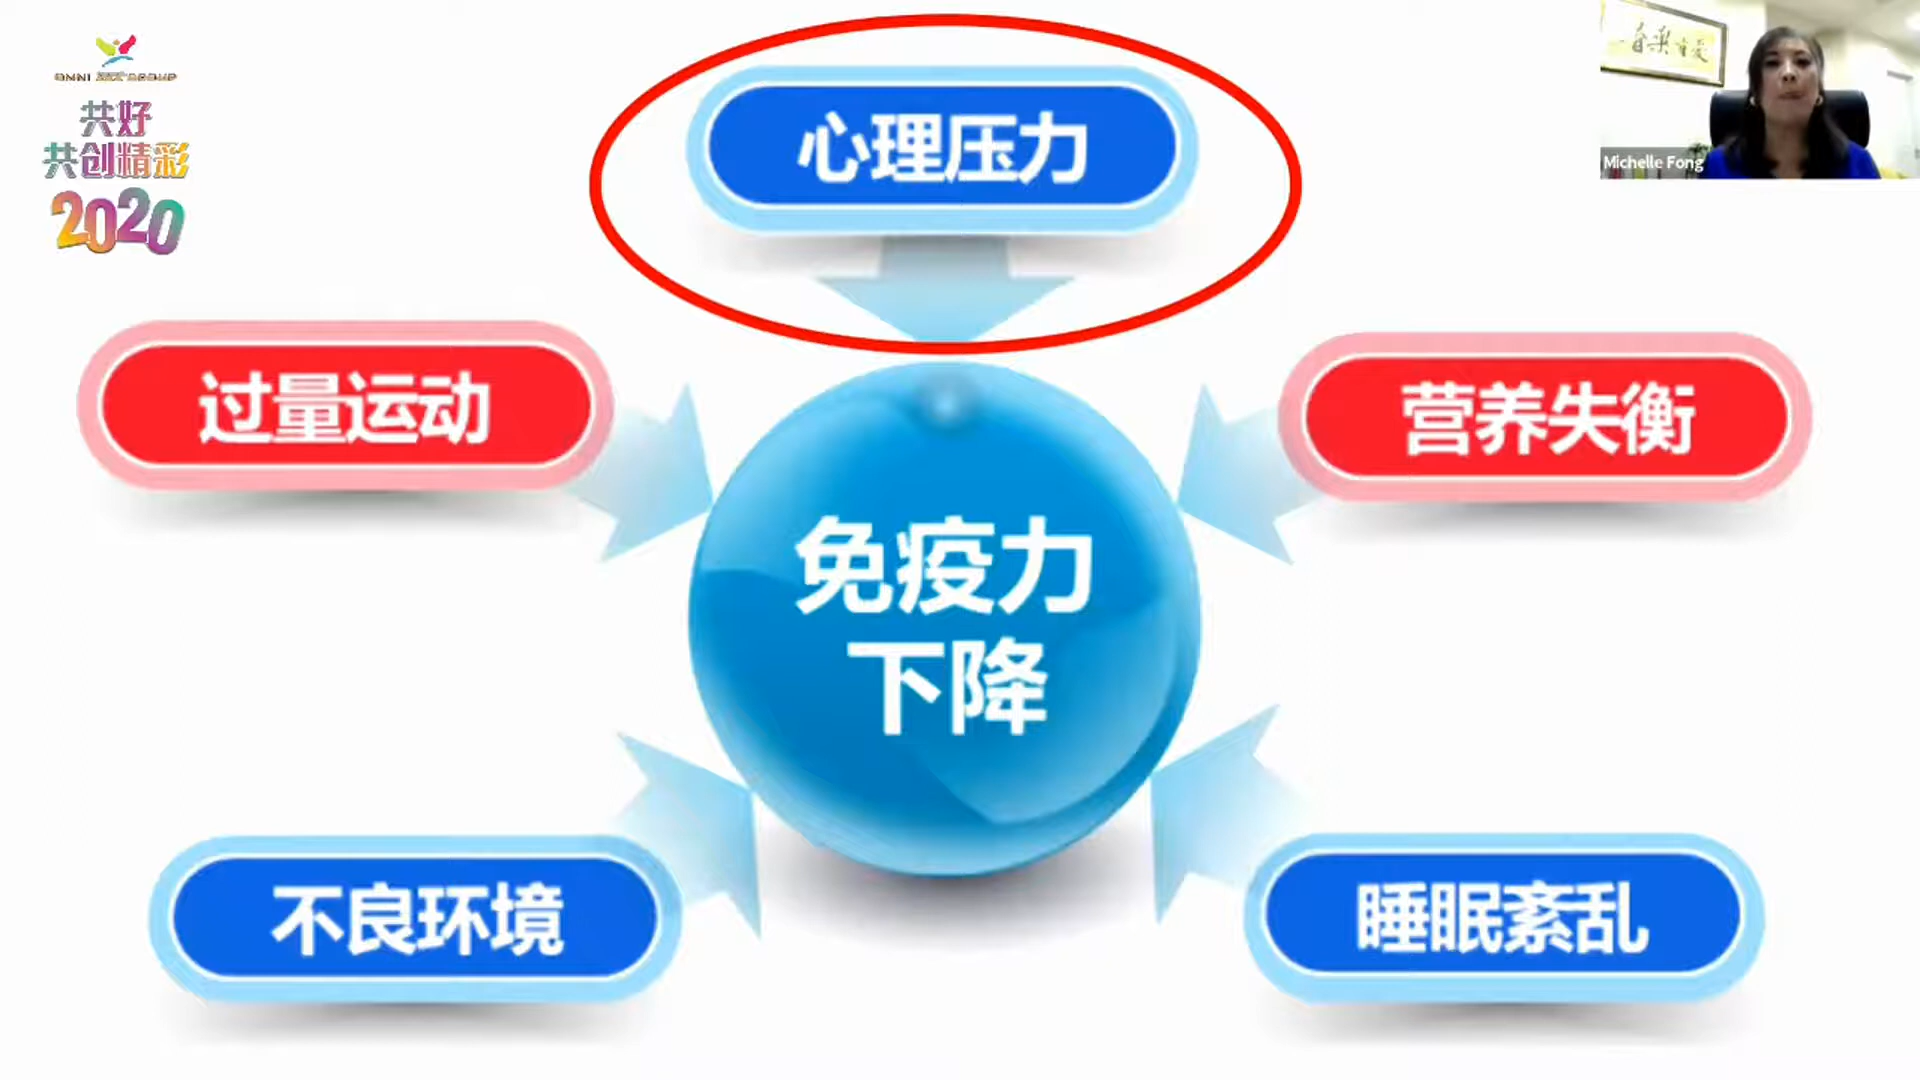 共好
共创精彩
2020
心理压力
Michelle Fong
过量运动
营养失衡
免疫力
下降
不良环境
睡眠紊乱